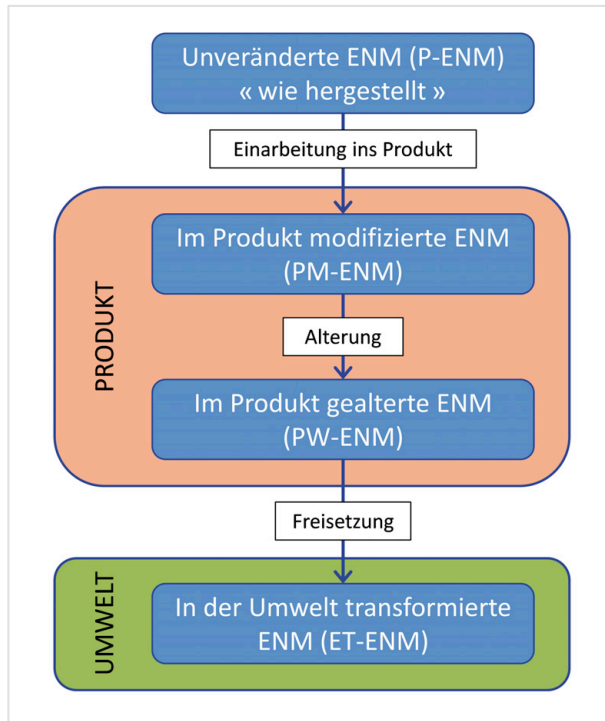 Unveränderte ENM (P-ENM)
« wie hergestellt »
Einarbeitung ins Produkt
PRODUKT
Im Produkt modifizierte ENM
(PM-ENM)
Alterung
Im Produkt gealterte ENM
(PW-ENM)
Freisetzung
UMWELT
In der Umwelt transformierte
ENM (ET-ENM)